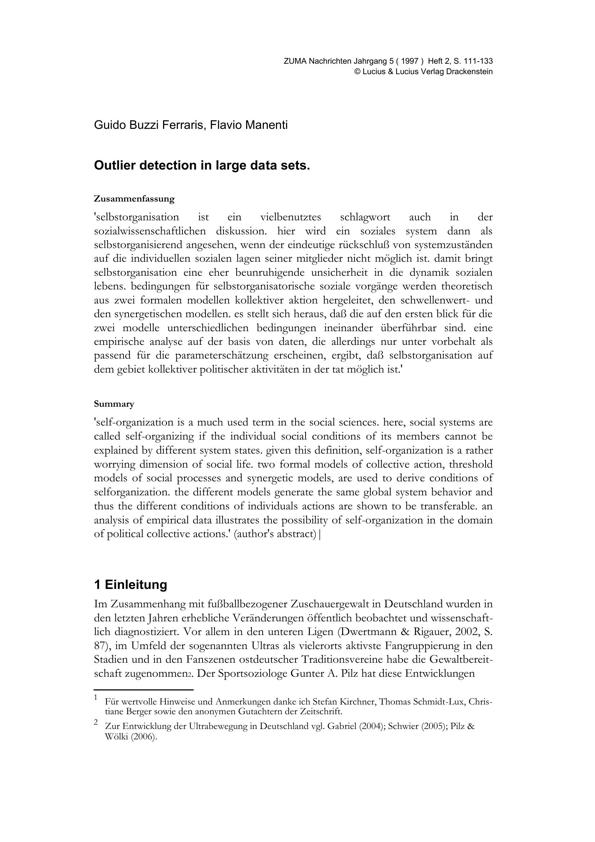 ZUMA Nachrichten Jahrgang 5 ( 1997 ) Heft 2, S. 111-133
© Lucius & Lucius Verlag Drackenstein
Guido Buzzi Ferraris, Flavio Manenti
Outlier detection in large data sets.
Zusammenfassung
'selbstorganisation ist ein vielbenutztes schlagwort auch in der
sozialwissenschaftlichen diskussion. hier wird ein soziales system dann als
selbstorganisierend angesehen, wenn der eindeutige rückschluß von systemzuständen
auf die individuellen sozialen lagen seiner mitglieder nicht möglich ist. damit bringt
selbstorganisation eine eher beunruhigende unsicherheit in die dynamik sozialen
lebens. bedingungen für selbstorganisatorische soziale vorgänge werden theoretisch
aus zwei formalen modellen kollektiver aktion hergeleitet, den schwellenwert- und
den synergetischen modellen. es stellt sich heraus, daß die auf den ersten blick für die
zwei modelle unterschiedlichen bedingungen ineinander überführbar sind. eine
empirische analyse auf der basis von daten, die allerdings nur unter vorbehalt als
passend für die parameterschätzung erscheinen, ergibt, daß selbstorganisation auf
dem gebiet kollektiver politischer aktivitäten in der tat möglich ist.'
Summary
'self-organization is a much used term in the social sciences. here, social systems are
called self-organizing if the individual social conditions of its members cannot be
explained by different system states. given this definition, self-organization is a rather
worrying dimension of social life. two formal models of collective action, threshold
models of social processes and synergetic models, are used to derive conditions of
selforganization. the different models generate the same global system behavior and
thus the different conditions of individuals actions are shown to be transferable. an
analysis of empirical data illustrates the possibility of self-organization in the domain
of political collective actions.' (author's abstract)|
1 Einleitung
Im Zusammenhang mit fußballbezogener Zuschauergewalt in Deutschland wurden in
den letzten Jahren erhebliche Veränderungen öffentlich beobachtet und wissenschaft-
lich diagnostiziert. Vor allem in den unteren Ligen (Dwertmann & Rigauer, 2002, S.
87), im Umfeld der sogenannten Ultras als vielerorts aktivste Fangruppierung in den
Stadien und in den Fanszenen ostdeutscher Traditionsvereine habe die Gewaltbereit-
schaft zugenommen2. Der Sportsoziologe Gunter A. Pilz hat diese Entwicklungen
1 Für wertvolle Hinweise und Anmerkungen danke ich Stefan Kirchner, Thomas Schmidt-Lux, Chris-
tiane Berger sowie den anonymen Gutachtern der Zeitschrift.
2 Zur Entwicklung der Ultrabewegung in Deutschland vgl. Gabriel (2004); Schwier (2005); Pilz &
Wölki (2006).